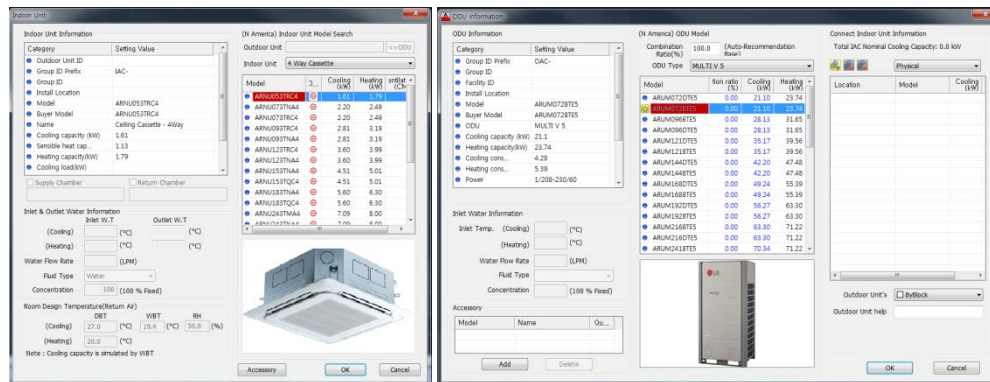 Indoor Unit
Indoor Unit Information
Category Setting Value
Outdoor Unit ID
Group ID Prefix IAC-
Group ID
Install Location
Model ARNU053TRC4
Buyer Model ARNU053TRC4
Name Ceiling Cassette - 4Way
Cooling capacity (kW) 1.61
Sensible heat cap... 1.13
Heating capacity(kW) 1.79
Cooling load(kW)
Supply Chamber Return Chamber
Inlet & Outlet Water Information
Inlet W.T Outlet W.T
(Cooling) (°C) (°C)
(Heating) (°C) (°C)
Water Flow Rate (LPM)
Fluid Type Water
Concentration 100 (100 % Fixed)
Room Design Temperature(Return Air)
DBT WBT RH
(Cooling) 27.0 (°C) 19.4 (°C) 50.0 (%)
(Heating) 20.0 (°C)
Note : Cooling capacity is simulated by WBT
(N America) Indoor Unit Model Search
Outdoor Unit <<ODU
Indoor Unit 4 Way Cassette
Model Cooling (kW) Heating (kW)
ARNU053TRC4 1.61 1.79
ARNU073TNA4 2.20 2.49
ARNU073TRC4 2.20 2.49
ARNU093TRC4 2.81 3.19
ARNU093TNA4 2.81 3.19
ARNU123TRC4 3.60 3.99
ARNU123TNA4 3.60 3.99
ARNU153TNA4 4.51 5.01
ARNU153TQC4 4.51 5.01
ARNU183TNA4 5.60 6.30
ARNU183TQC4 5.60 6.30
ARNU243TMA4 7.09 8.00
Accessory OK Cancel
ODU Information
ODU Information
Category Setting Value
Group ID Prefix OAC-
Group ID
Facility ID
Install Location
Model ARUM072BTE5
Buyer Model ARUM072BTE5
ODU MULTI V 5
Cooling capacity (kW) 21.1
Heating capacity(kW) 23.74
Cooling cons... 4.28
Heating cons... 5.39
Power 1/208-230/60
Inlet Water Information
Inlet Temp. (Cooling) (°C)
(Heating) (°C)
Water Flow Rate (LPM)
Fluid Type
Concentration (100 % Fixed)
Accessory
Model Name Qu...
Add Delete
(N America) ODU Model
Combination Ratio(%) 100.0 (Auto-Recommendation Base)
ODU Type MULTI V 5
Model tion ratio (%) Cooling (kW) Heating (kW)
ARUM072DTE5 0.00 21.10 23.74
ARUM072BTE5 0.00 21.10 23.74
ARUM096BTE5 0.00 28.13 31.65
ARUM096DTE5 0.00 28.13 31.65
ARUM121DTE5 0.00 35.17 39.56
ARUM121BTE5 0.00 35.17 39.56
ARUM144DTE5 0.00 42.20 47.48
ARUM144BTE5 0.00 42.20 47.48
ARUM168DTE5 0.00 49.24 55.39
ARUM168BTE5 0.00 49.24 55.39
ARUM192DTE5 0.00 56.27 63.30
ARUM192BTE5 0.00 56.27 63.30
ARUM216BTE5 0.00 63.30 71.22
ARUM216DTE5 0.00 63.30 71.22
ARUM241BTE5 0.00 70.34 71.22
LG
Connect Indoor Unit Information
Total IAC Nominal Cooling Capacity: 0.0 kW
Physical
Location Model Cooling (kW)
Outdoor Unit's ByBlock
Outdoor Unit help
OK Cancel